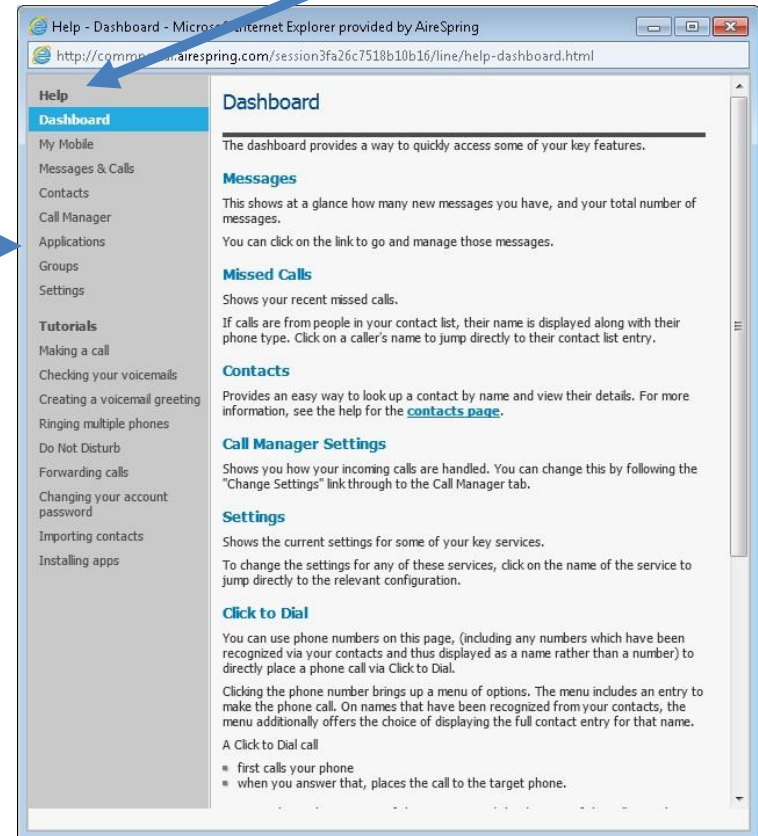 Help - Dashboard - Microsoft Internet Explorer provided by AireSpring
http://commportal.airespring.com/session3fa26c7518b10b16/line/help-dashboard.html
Help
Dashboard
My Mobile
Messages & Calls
Contacts
Call Manager
Applications
Groups
Settings
Tutorials
Making a call
Checking your voicemails
Creating a voicemail greeting
Ringing multiple phones
Do Not Disturb
Forwarding calls
Changing your account
password
Importing contacts
Installing apps
Dashboard
The dashboard provides a way to quickly access some of your key features.
Messages
This shows at a glance how many new messages you have, and your total number of
messages.
You can click on the link to go and manage those messages.
Missed Calls
Shows your recent missed calls.
If calls are from people in your contact list, their name is displayed along with their
phone type. Click on a caller's name to jump directly to their contact list entry.
Contacts
Provides an easy way to look up a contact by name and view their details. For more
information, see the help for the contacts page.
Call Manager Settings
Shows you how your incoming calls are handled. You can change this by following the
"Change Settings" link through to the Call Manager tab.
Settings
Shows the current settings for some of your key services.
To change the settings for any of these services, click on the name of the service to
jump directly to the relevant configuration.
Click to Dial
You can use phone numbers on this page, (including any numbers which have been
recognized via your contacts and thus displayed as a name rather than a number) to
directly place a phone call via Click to Dial.
Clicking the phone number brings up a menu of options. The menu includes an entry to
make the phone call. On names that have been recognized from your contacts, the
menu additionally offers the choice of displaying the full contact entry for that name.
A Click to Dial call
first calls your phone
when you answer that, places the call to the target phone.